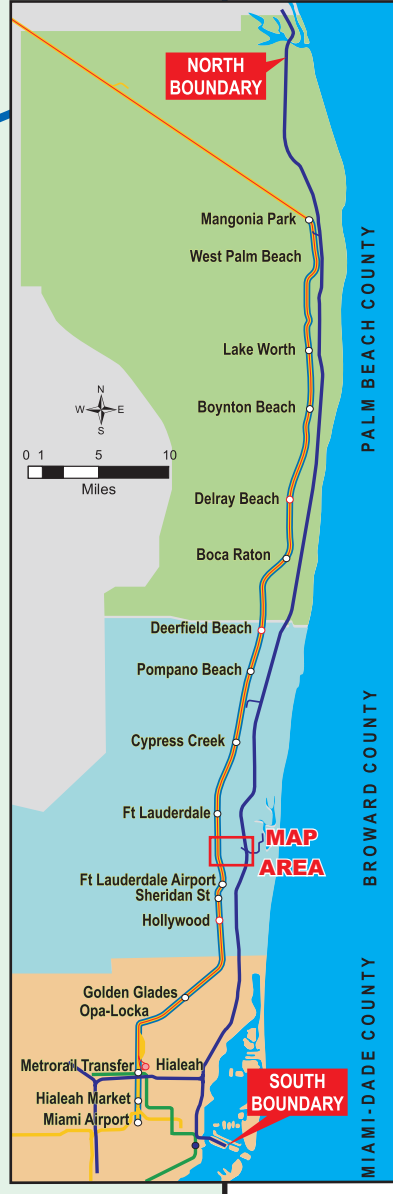 NORTH
BOUNDARY
Mangonia Park
West Palm Beach
PALM BEACH COUNTY
Lake Worth
N
W E
S
Boynton Beach
0 1 5 10
Miles
Delray Beach
Boca Raton
Deerfield Beach
Pompano Beach
BROWARD COUNTY
Cypress Creek
Ft Lauderdale
MAP
AREA
Ft Lauderdale Airport
Sheridan St
Hollywood
MIAMI-DADE COUNTY
Golden Glades
Opa-Locka
Metrorail Transfer
Hialeah
Hialeah Market
Miami Airport
SOUTH
BOUNDARY